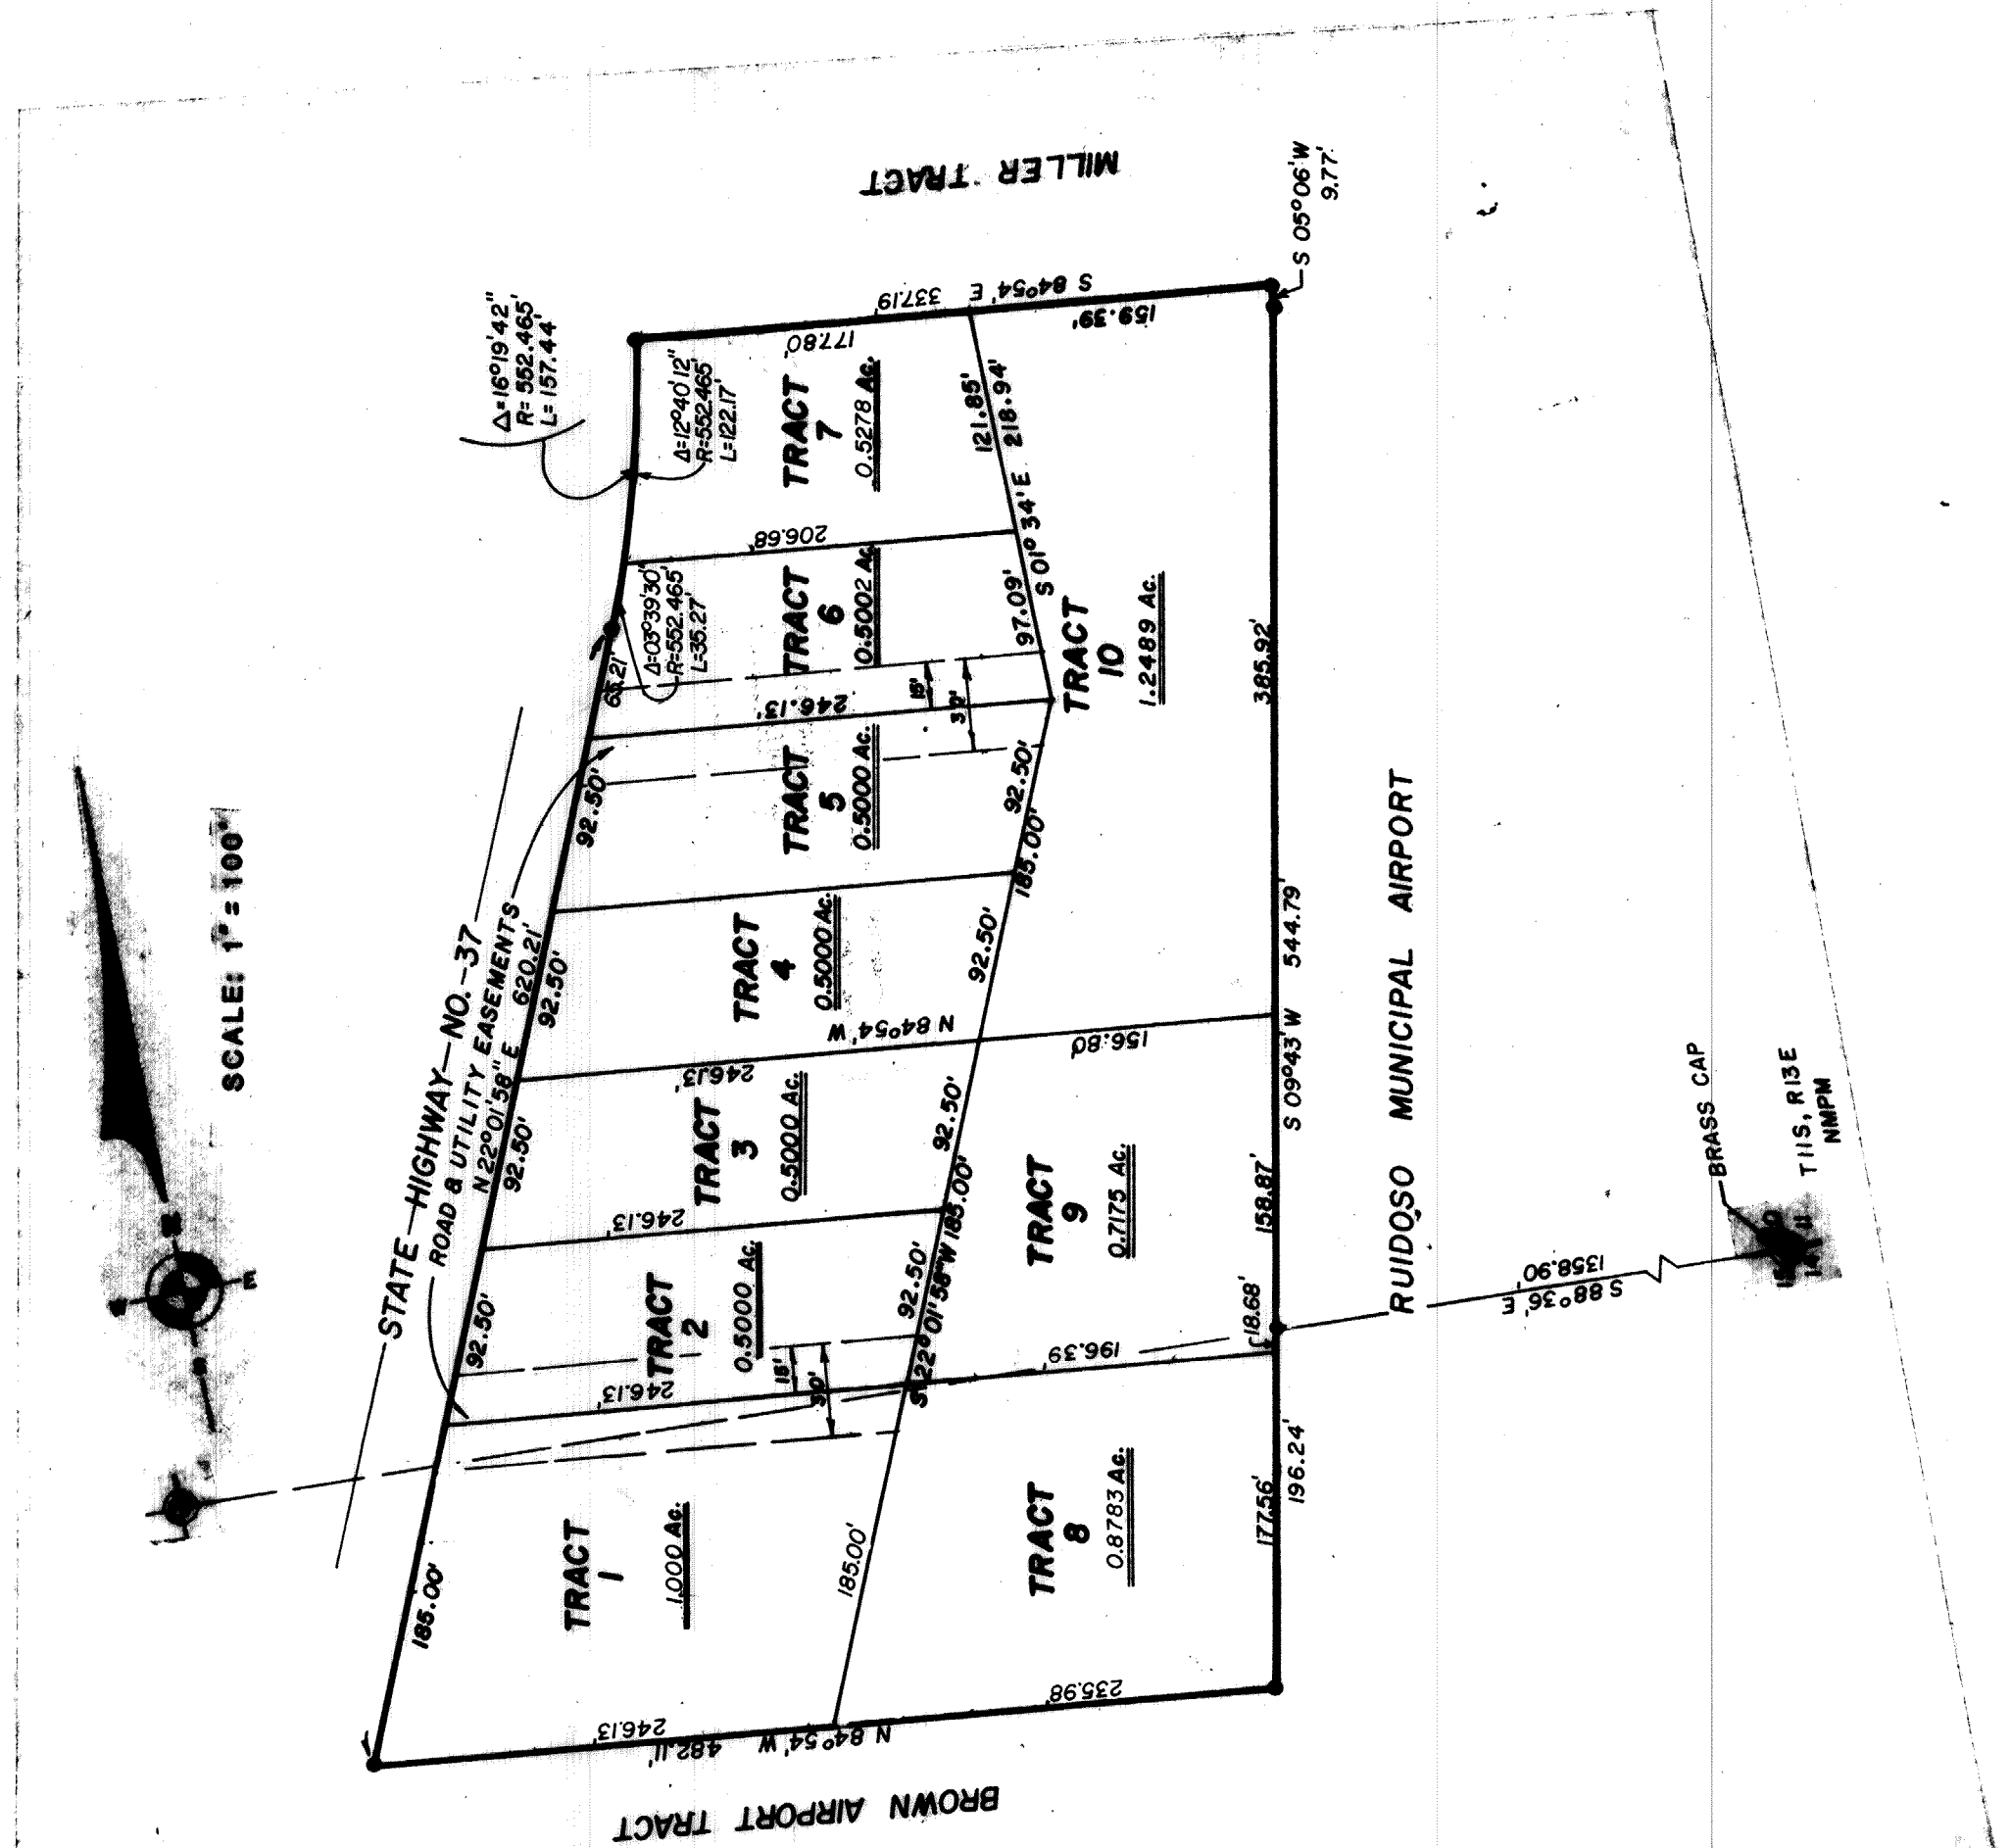 MILLER TRACT
S 05°06' W
9.77'
S 84°54' E 337.19'
177.80'
159.39'
Δ=16°19'42"
R=552.465'
L=157.44'
Δ=12°40'12"
R=552.465'
L=122.17'
TRACT
7
0.5278 Ac.
121.85'
S 01°34' E 218.94'
206.68'
Δ=03°39'30"
R=552.465'
L=35.27'
65.21'
TRACT
6
0.5002 Ac.
97.09'
15'
30'
246.13'
TRACT
10
1.2489 Ac.
385.92'
92.50'
TRACT
5
0.5000 Ac.
92.50'
185.00'
SCALE: 1" = 100'
STATE HIGHWAY NO. 37
ROAD & UTILITY EASEMENTS
N 22°01'58" E 620.21'
92.50'
TRACT
4
0.5000 Ac.
92.50'
N 84°54' W
246.13'
156.80'
S 09°43' W 544.79'
RUIDOSO MUNICIPAL AIRPORT
92.50'
TRACT
3
0.5000 Ac.
92.50'
246.13'
S 22°01'58" W 185.00'
TRACT
9
0.7175 Ac.
158.87'
18.68'
92.50'
TRACT
2
0.5000 Ac.
92.50'
15'
30'
246.13'
196.39'
BRASS CAP
T11S, R13E
NMPM
11
14
S 88°36' E
1358.90'
N
W
E
S
185.00'
TRACT
1
1.000 Ac.
185.00'
TRACT
8
0.8783 Ac.
177.56'
196.24'
246.13'
235.98'
N 84°54' W 482.11'
BROWN AIRPORT TRACT